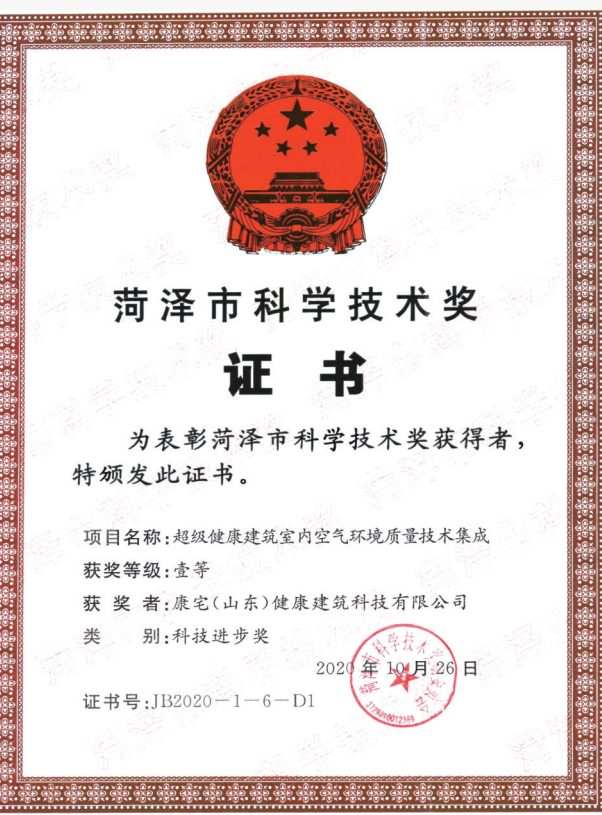 菏泽市科学技术奖
证书
为表彰菏泽市科学技术奖获得者，
特颁发此证书。
项目名称:超级健康建筑室内空气环境质量技术集成
获奖等级:壹等
获奖者:康宅(山东)健康建筑科技有限公司
类别:科技进步奖
2020年10月26日
证书号:JB2020-1-6-D1